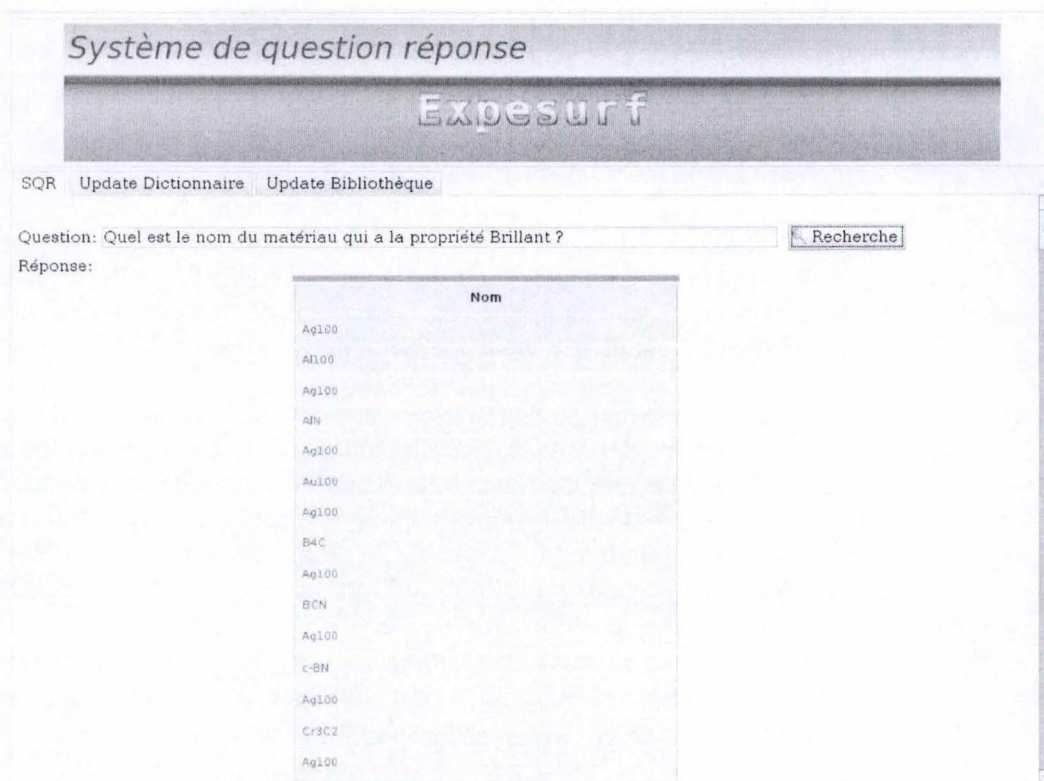 Système de question réponse
Expesurf
SQR Update Dictionnaire Update Bibliothèque
Question: Quel est le nom du matériau qui a la propriété Brillant ? Recherche
Réponse:
Nom
Ag100
Al100
Ag100
AlN
Ag100
Au100
Ag100
B4C
Ag100
BCN
Ag100
c-BN
Ag100
Cr3C2
Ag100